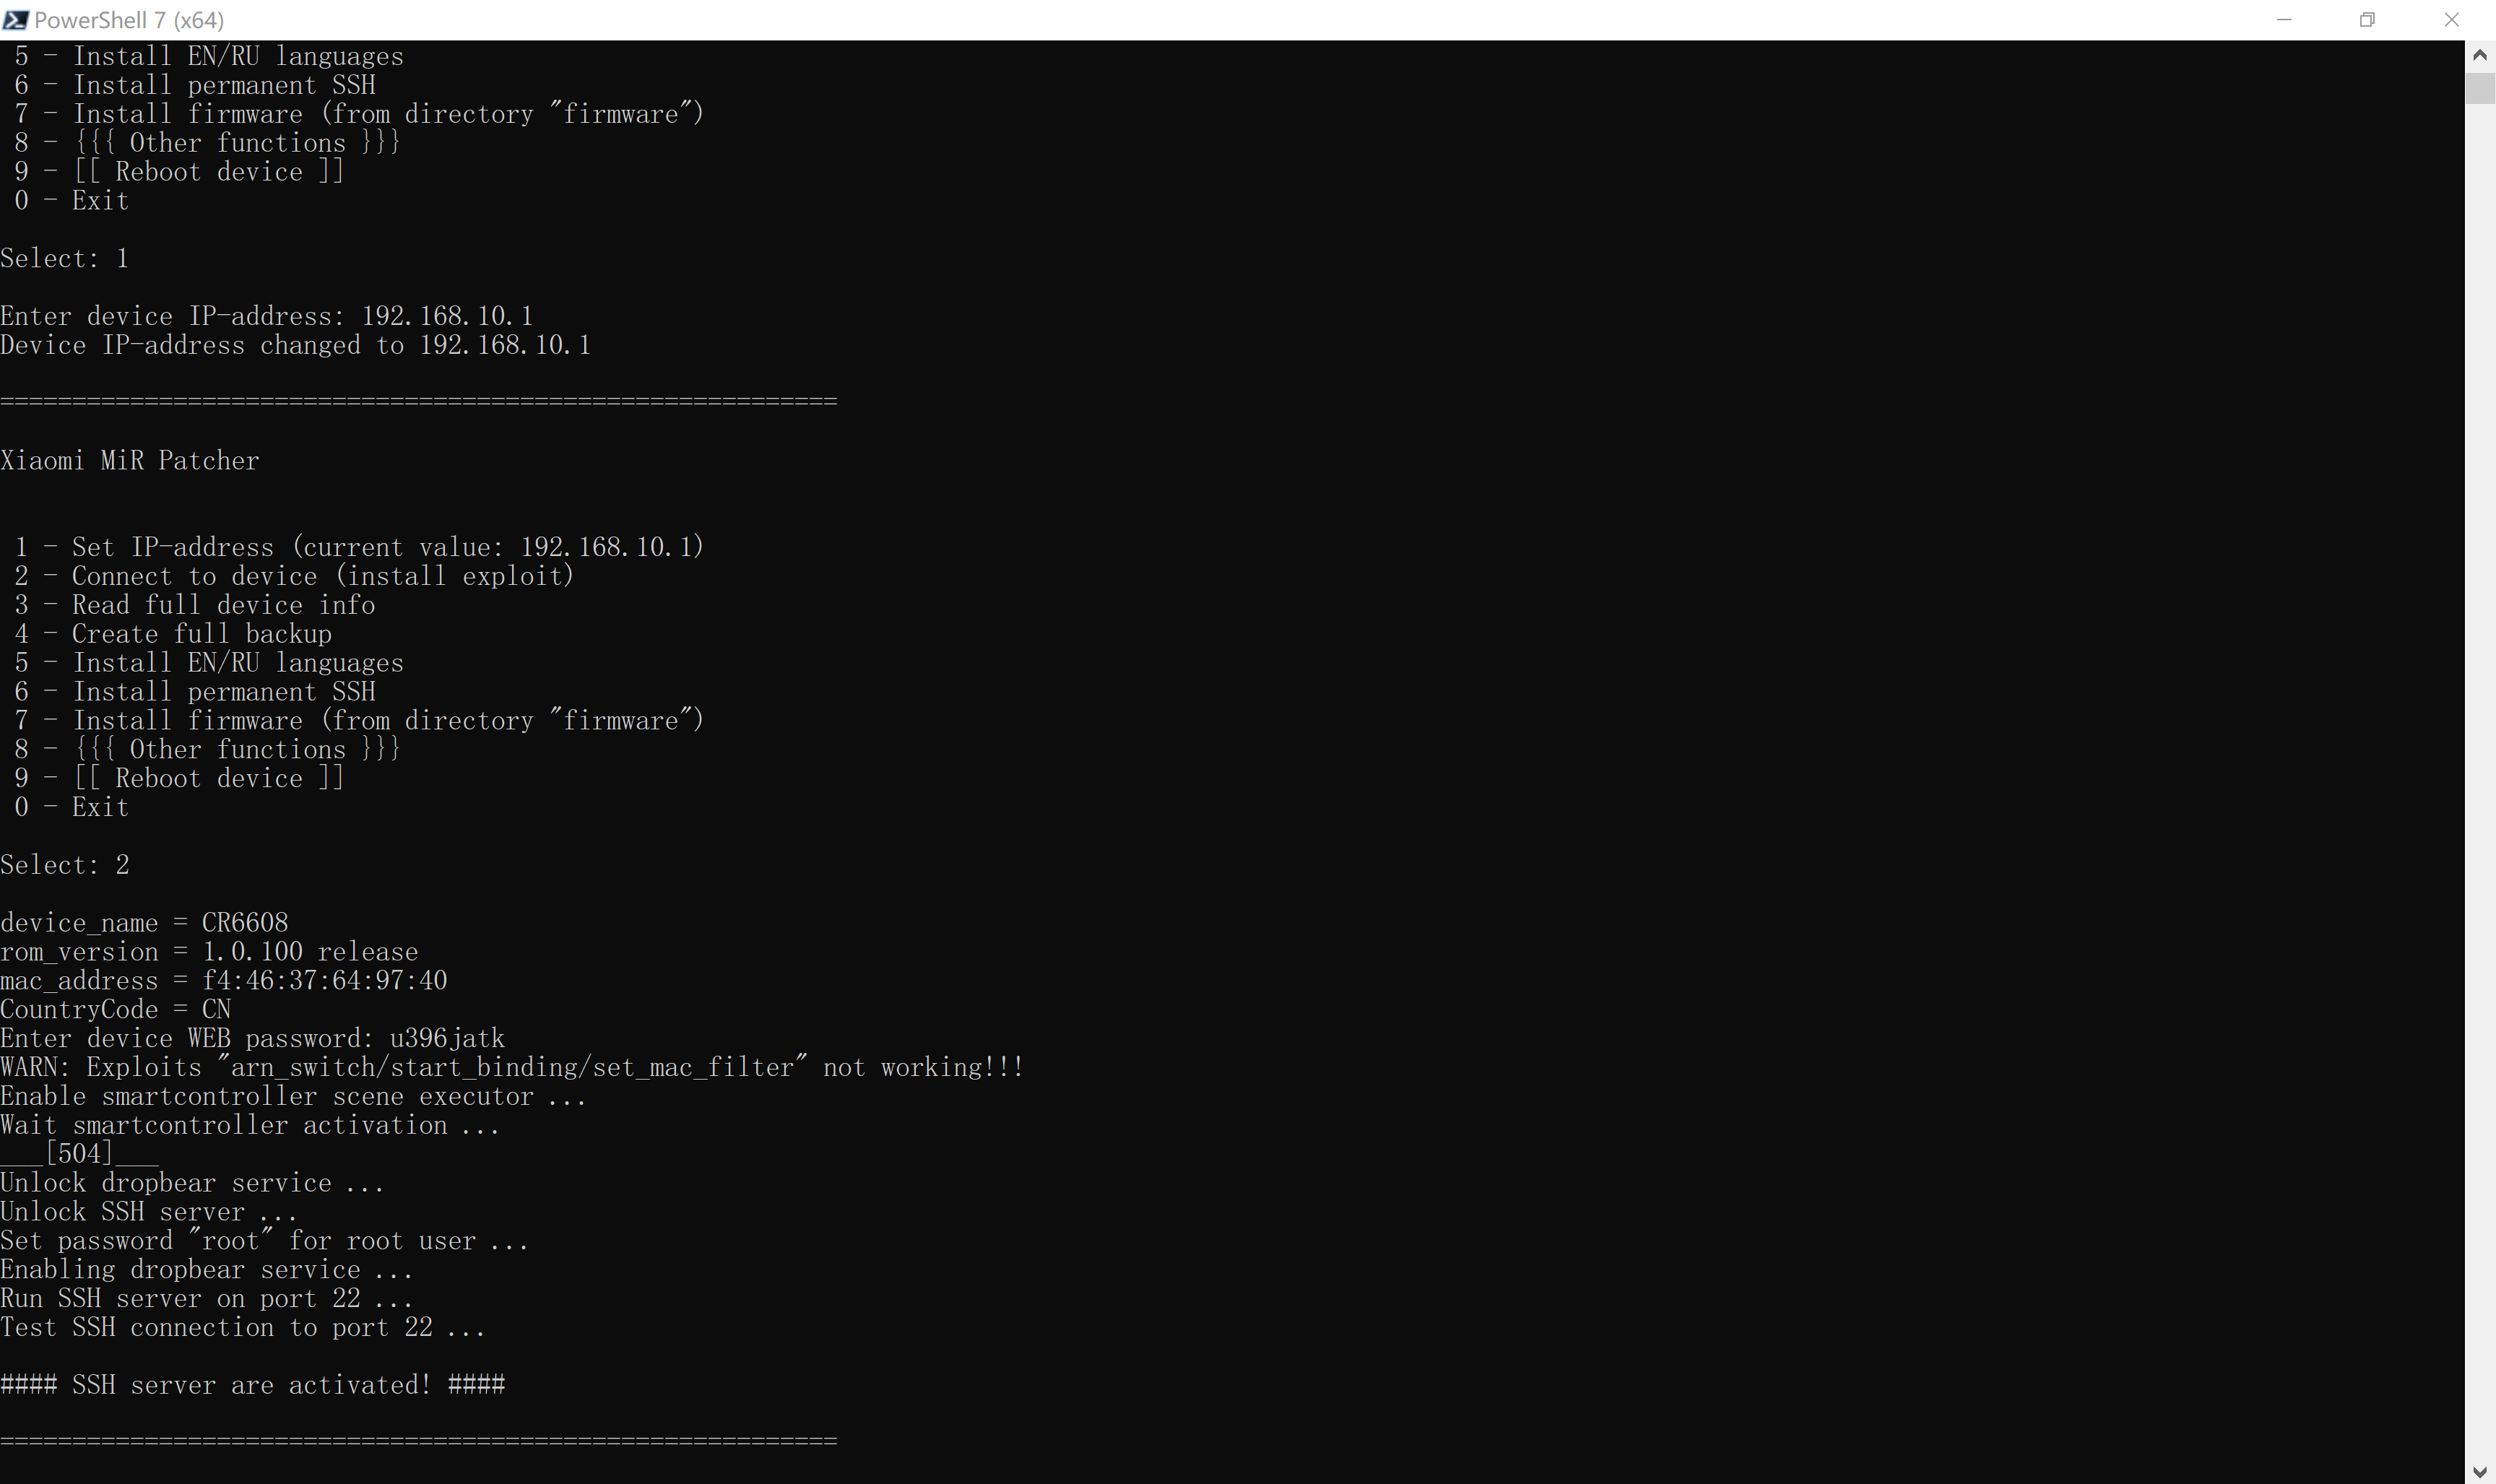 PowerShell 7 (x64)
5 - Install EN/RU languages
6 - Install permanent SSH
7 - Install firmware (from directory "firmware")
8 - {{{ Other functions }}}
9 - [[ Reboot device ]]
0 - Exit
Select: 1
Enter device IP-address: 192.168.10.1
Device IP-address changed to 192.168.10.1
==========================================================
Xiaomi MiR Patcher
1 - Set IP-address (current value: 192.168.10.1)
2 - Connect to device (install exploit)
3 - Read full device info
4 - Create full backup
5 - Install EN/RU languages
6 - Install permanent SSH
7 - Install firmware (from directory "firmware")
8 - {{{ Other functions }}}
9 - [[ Reboot device ]]
0 - Exit
Select: 2
device_name = CR6608
rom_version = 1.0.100 release
mac_address = f4:46:37:64:97:40
CountryCode = CN
Enter device WEB password: u396jatk
WARN: Exploits "arn_switch/start_binding/set_mac_filter" not working!!!
Enable smartcontroller scene executor ...
Wait smartcontroller activation ...
___[504]___
Unlock dropbear service ...
Unlock SSH server ...
Set password "root" for root user ...
Enabling dropbear service ...
Run SSH server on port 22 ...
Test SSH connection to port 22 ...
#### SSH server are activated! ####
==========================================================